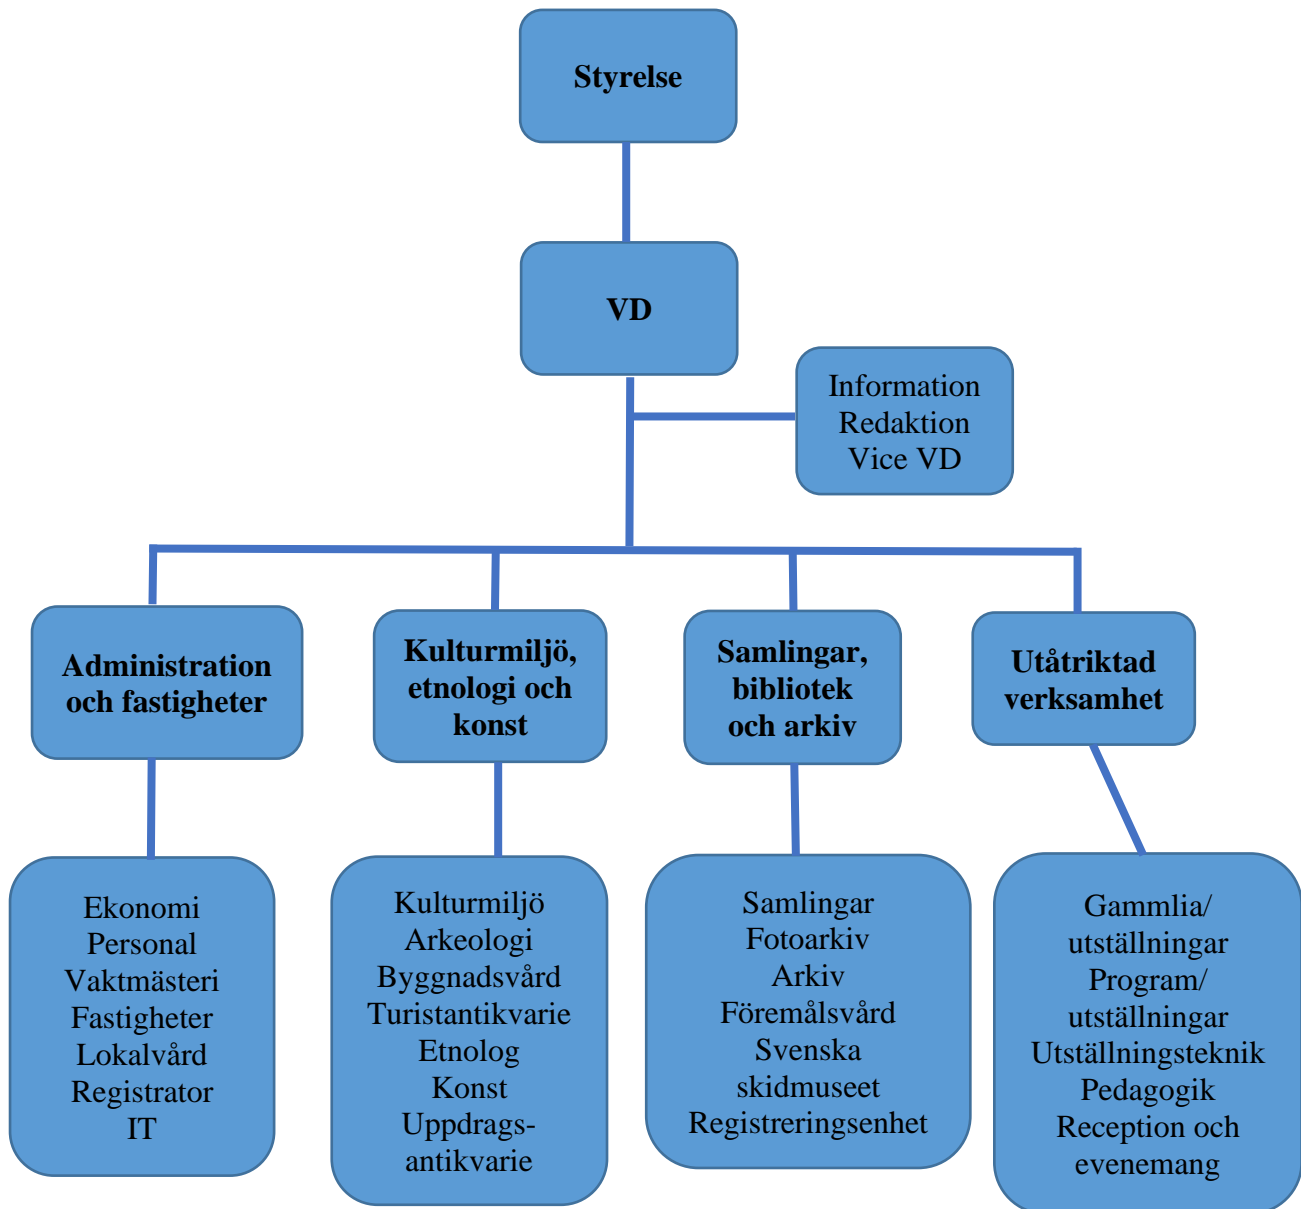 Styrelse
VD
Information
Redaktion
Vice VD
Administration
och fastigheter
Kulturmiljö,
etnologi och
konst
Samlingar,
bibliotek
och arkiv
Utåtriktad
verksamhet
Ekonomi
Personal
Vaktmästeri
Fastigheter
Lokalvård
Registrator
IT
Kulturmiljö
Arkeologi
Byggnadsvård
Turistantikvarie
Etnolog
Konst
Uppdrags-
antikvarie
Samlingar
Fotoarkiv
Arkiv
Föremålsvård
Svenska
skidmuseet
Registreringsenhet
Gammlia/
utställningar
Program/
utställningar
Utställningsteknik
Pedagogik
Reception och
evenemang